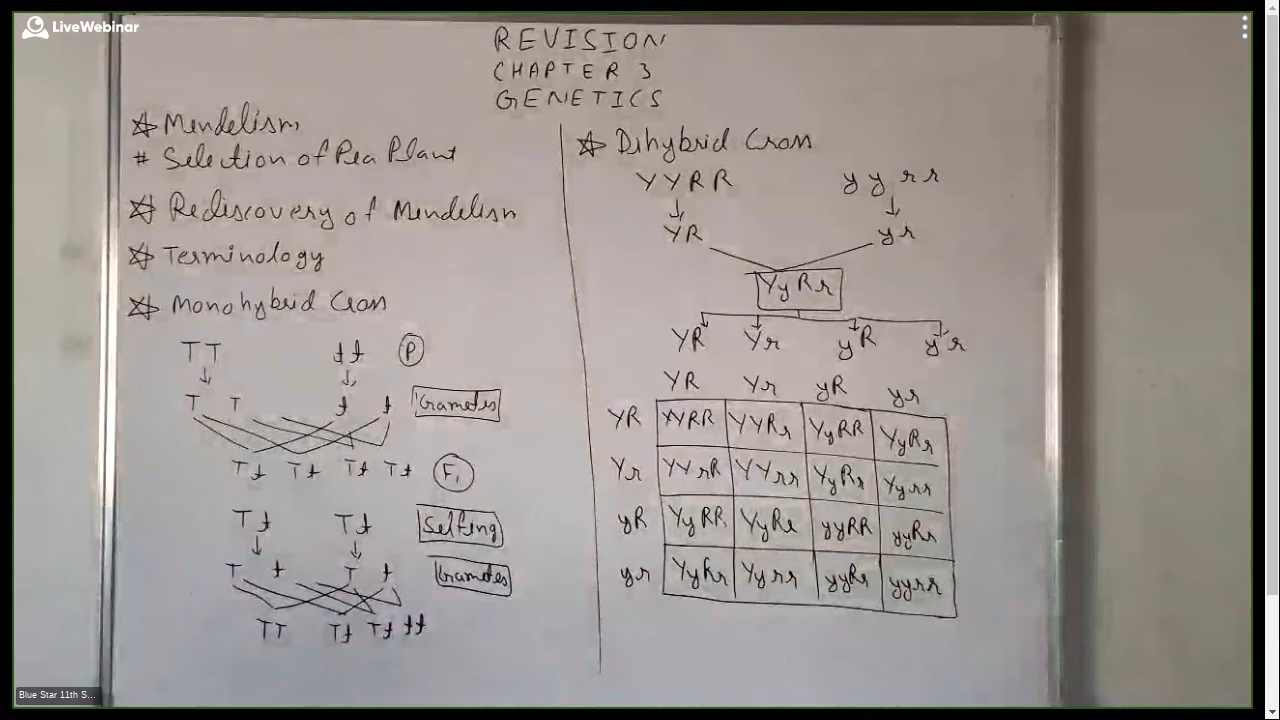 LiveWebinar
REVISION
CHAPTER 3
GENETICS
☆ Mendelism
# Selection of Pea Plant
☆ Rediscovery of Mendelism
☆ Terminology
☆ Monohybrid Cross
TT tt P
T T t t Gametes
Tt Tt Tt Tt F1
Tt Tt Selfing
T t T t Gametes
TT Tt Tt tt
☆ Dihybrid Cross
YYRR yyrr
YR yr
YyRr
YR Yr yR yr
YR Yr yR yr
YR YYRR YYRr YyRR YyRr
Yr YYrR YYrr YyRr Yyrr
yR YyRR YyRr yyRR yyRr
yr YyRr Yyrr yyRr yyrr
Blue Star 11th S...